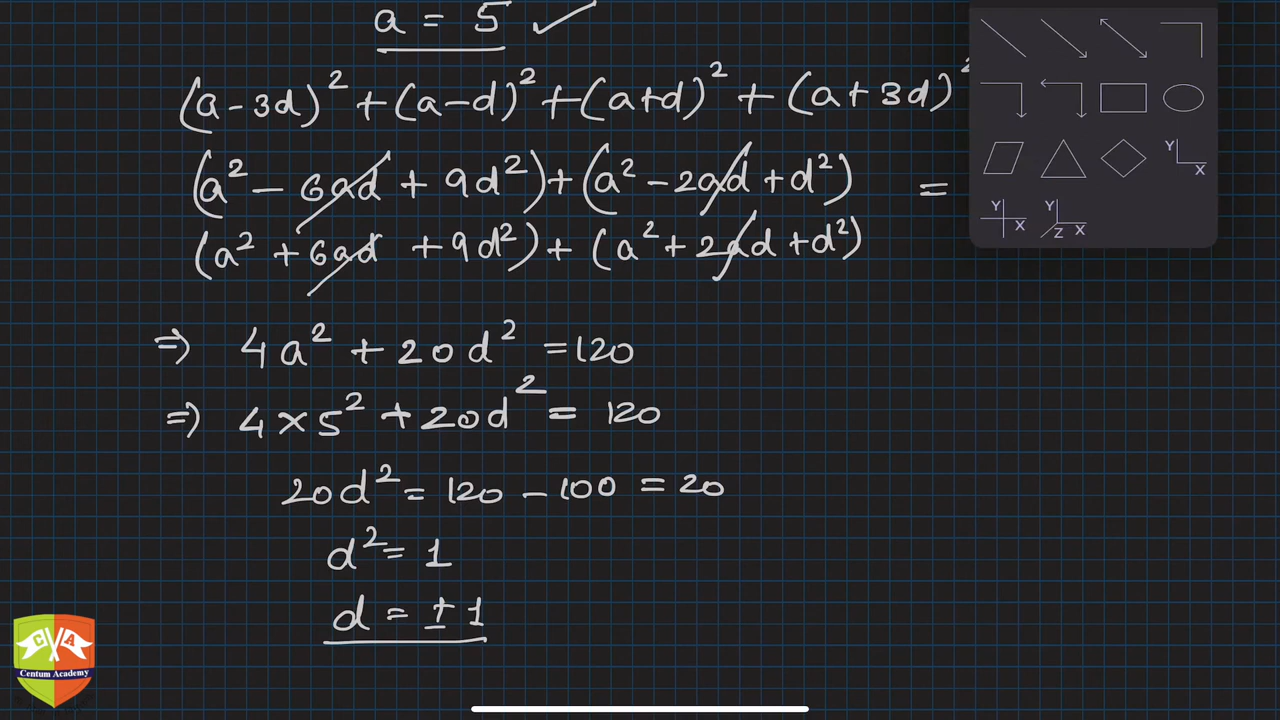 a = 5 ✓
(a-3d)² + (a-d)² + (a+d)² + (a+3d)²
(a² - 6ad + 9d²) + (a² - 2ad + d²) =
(a² + 6ad + 9d²) + (a² + 2ad + d²)
⇒ 4a² + 20d² = 120
⇒ 4 × 5² + 20d² = 120
20d² = 120 - 100 = 20
d² = 1
d = ± 1
Y X
Y X
Y Z X
C A
Centum Academy